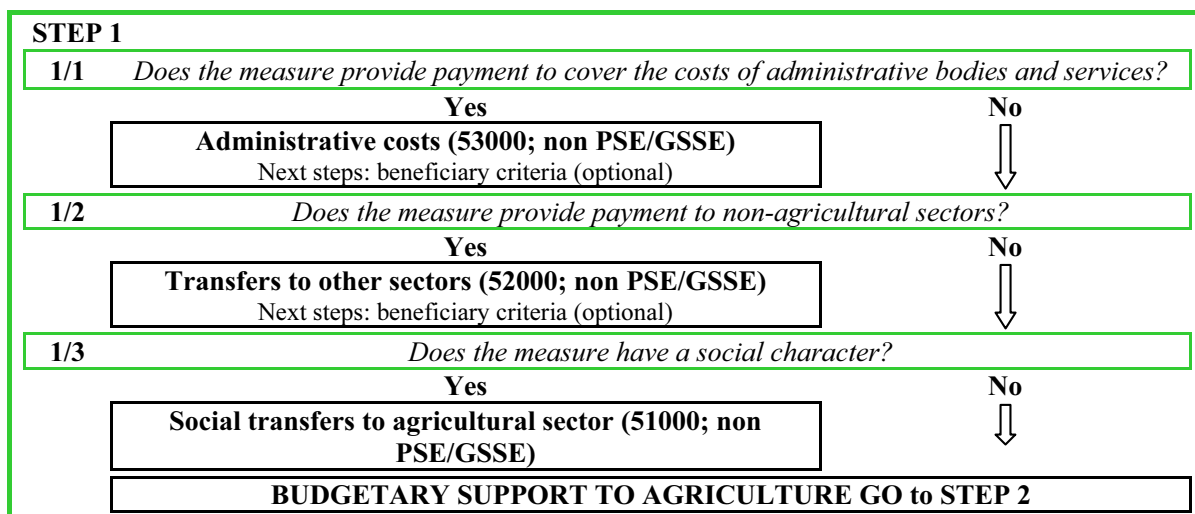 STEP 1
1/1 Does the measure provide payment to cover the costs of administrative bodies and services?
Yes No
Administrative costs (53000; non PSE/GSSE)
Next steps: beneficiary criteria (optional)
1/2 Does the measure provide payment to non-agricultural sectors?
Yes No
Transfers to other sectors (52000; non PSE/GSSE)
Next steps: beneficiary criteria (optional)
1/3 Does the measure have a social character?
Yes No
Social transfers to agricultural sector (51000; non
PSE/GSSE)
BUDGETARY SUPPORT TO AGRICULTURE GO to STEP 2